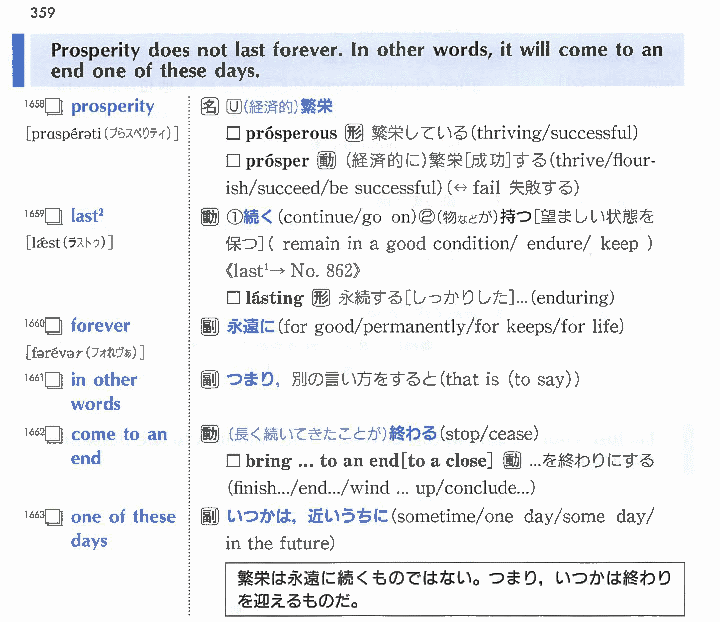 359
Prosperity does not last forever. In other words, it will come to an
end one of these days.
1658 □ prosperity 名 U (経済的)繁栄
[prɑspérəti (プらスペりティ)] □ prósperous 形 繁栄している(thriving/successful)
□ prósper 動 (経済的に)繁栄[成功]する(thrive/flour-
ish/succeed/be successful) (↔ fail 失敗する)
1659 □ last² 動 ①続く(continue/go on)②(物などが)持つ[望ましい状態を
[lǽst (ラストゥ)] 保つ]( remain in a good condition/ endure/ keep )
《last¹→ No. 862》
□ lásting 形 永続する[しっかりした]…(enduring)
1660 □ forever 副 永遠に(for good/permanently/for keeps/for life)
[fərévər (フォれヴァ)]
1661 □ in other 副 つまり，別の言い方をすると(that is (to say))
words
1662 □ come to an 動 (長く続いてきたことが)終わる(stop/cease)
end □ bring … to an end[to a close] 動 …を終わりにする
(finish…/end…/wind … up/conclude…)
1663 □ one of these 副 いつかは，近いうちに(sometime/one day/some day/
days in the future)
繁栄は永遠に続くものではない。つまり，いつかは終わり
を迎えるものだ。